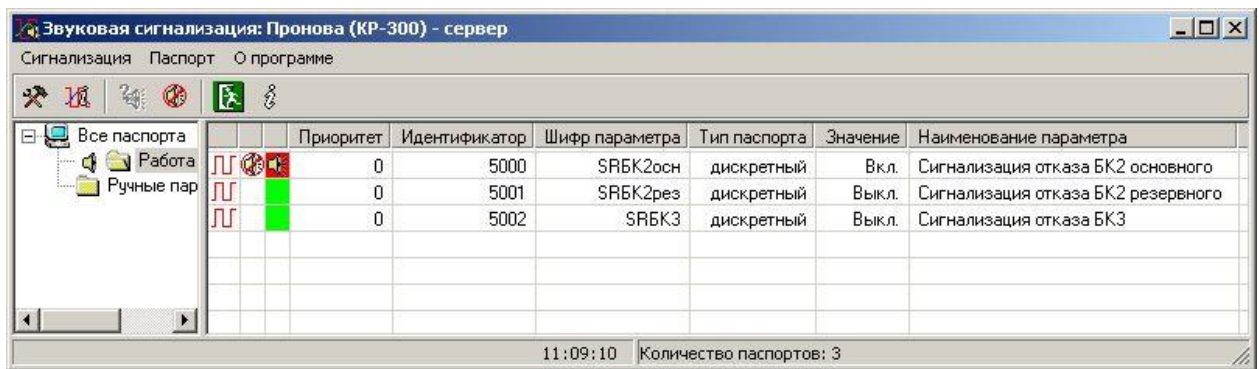 Звуковая сигнализация: Пронова (КР-300) - сервер
Сигнализация Паспорт О программе
Все паспорта
Работа
Ручные пар
Приоритет Идентификатор Шифр параметра Тип паспорта Значение Наименование параметра
0 5000 SRБК2осн дискретный Вкл. Сигнализация отказа БК2 основного
0 5001 SRБК2рез дискретный Выкл. Сигнализация отказа БК2 резервного
0 5002 SRБК3 дискретный Выкл. Сигнализация отказа БК3
11:09:10 Количество паспортов: 3